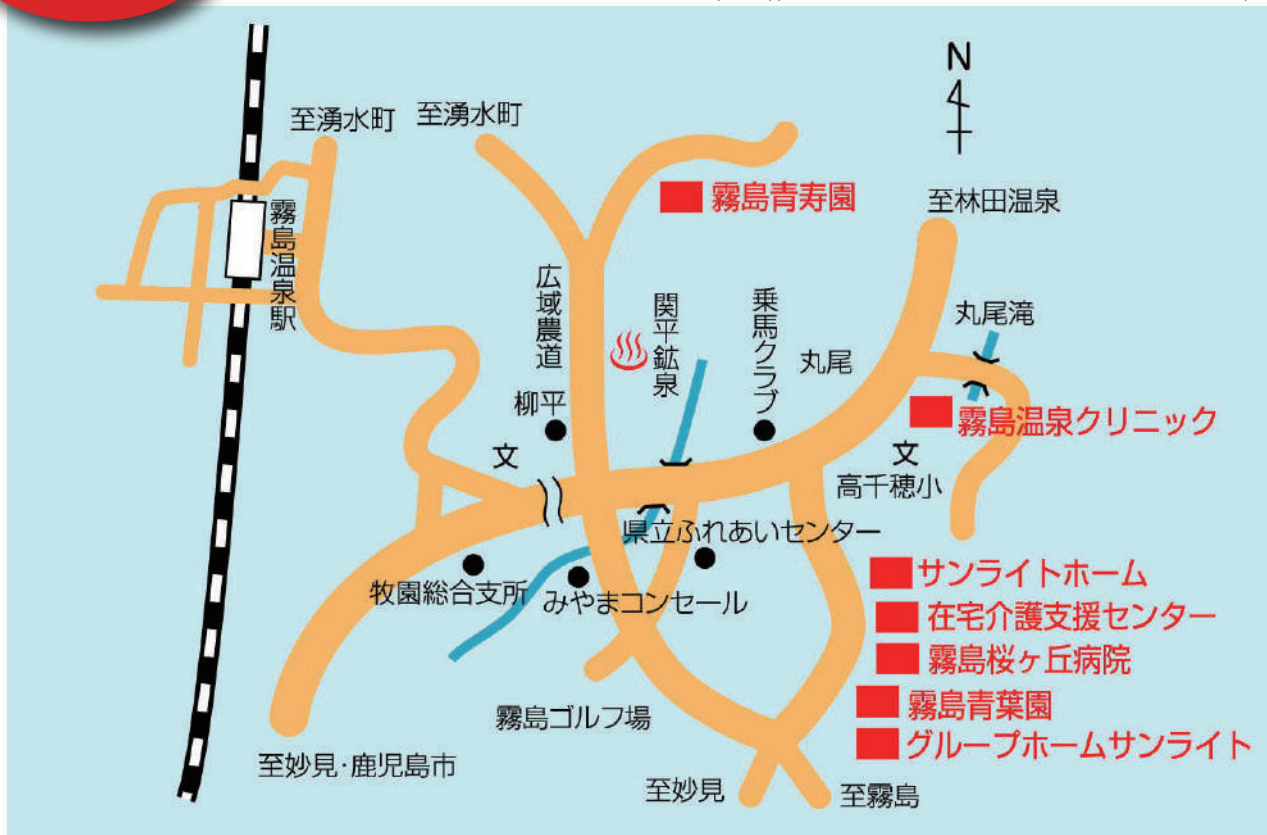 N
至湧水町
至湧水町
霧島青寿園
至林田温泉
霧島温泉駅
広域農道
関平鉱泉
乗馬クラブ
丸尾滝
丸尾
柳平
霧島温泉クリニック
文
文
高千穂小
県立ふれあいセンター
牧園総合支所
みやまコンセール
サンライトホーム
在宅介護支援センター
霧島桜ヶ丘病院
霧島青葉園
霧島ゴルフ場
グループホームサンライト
至妙見・鹿児島市
至妙見
至霧島